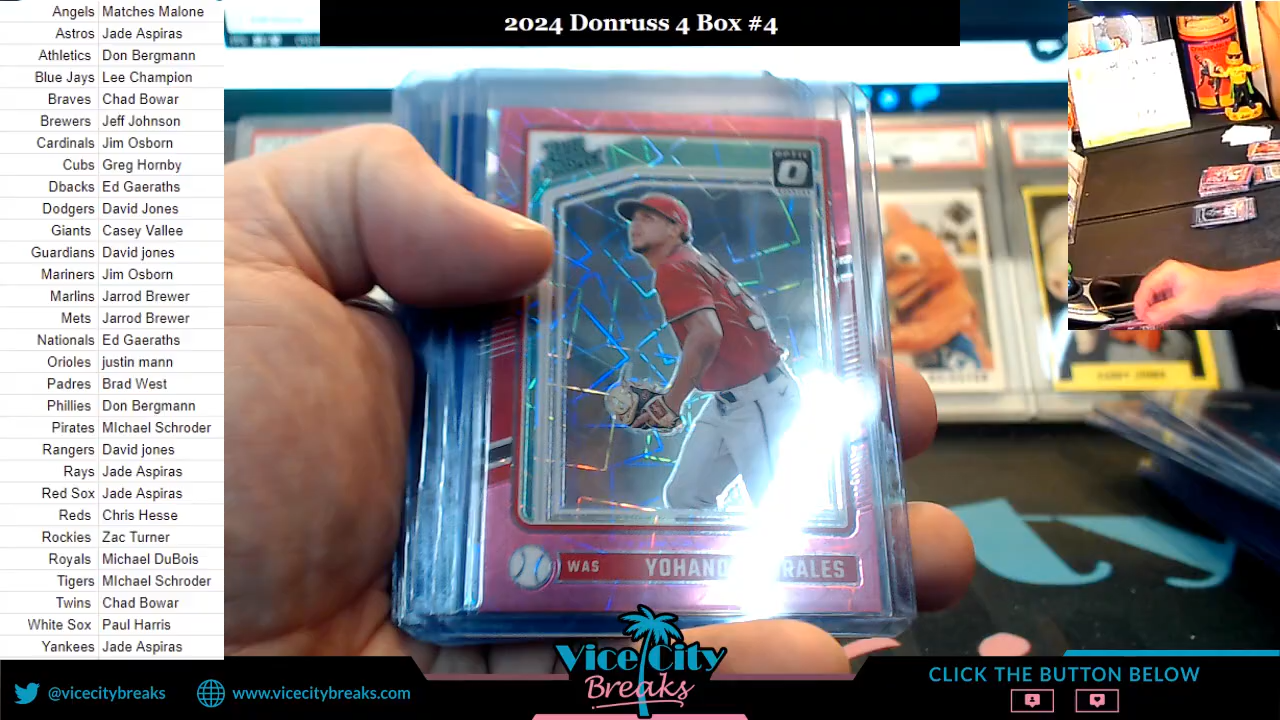 2024 Donruss 4 Box #4
Angels Matches Malone
Astros Jade Aspiras
Athletics Don Bergmann
Blue Jays Lee Champion
Braves Chad Bowar
Brewers Jeff Johnson
Cardinals Jim Osborn
Cubs Greg Hornby
Dbacks Ed Gaeraths
Dodgers David Jones
Giants Casey Vallee
Guardians David jones
Mariners Jim Osborn
Marlins Jarrod Brewer
Mets Jarrod Brewer
Nationals Ed Gaeraths
Orioles justin mann
Padres Brad West
Phillies Don Bergmann
Pirates MIchael Schroder
Rangers David jones
Rays Jade Aspiras
Red Sox Jade Aspiras
Reds Chris Hesse
Rockies Zac Turner
Royals Michael DuBois
Tigers MIchael Schroder
Twins Chad Bowar
White Sox Paul Harris
Yankees Jade Aspiras
OPTIC
WAS
Vice City
Breaks
@vicecitybreaks
www.vicecitybreaks.com
CLICK THE BUTTON BELOW